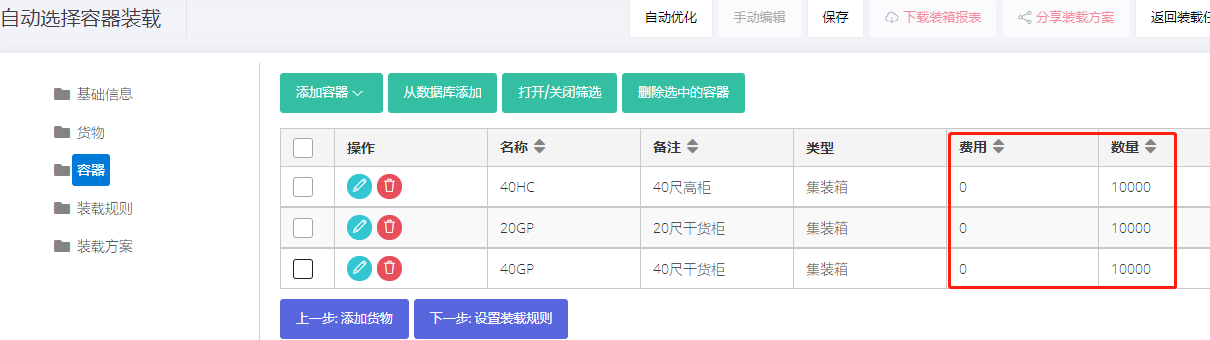 自动选择容器装载
自动优化 手动编辑 保存 下载装箱报表 分享装载方案 返回装载任
基础信息
货物
容器
装载规则
装载方案
添加容器 从数据库添加 打开/关闭筛选 删除选中的容器
操作 名称 备注 类型 费用 数量
40HC 40尺高柜 集装箱 0 10000
20GP 20尺干货柜 集装箱 0 10000
40GP 40尺干货柜 集装箱 0 10000
上一步: 添加货物 下一步: 设置装载规则